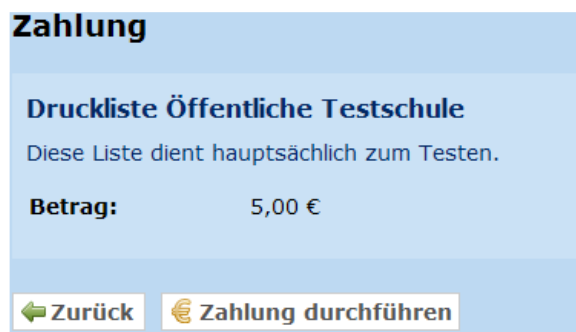 Zahlung
Druckliste Öffentliche Testschule
Diese Liste dient hauptsächlich zum Testen.
Betrag: 5,00 €
Zurück € Zahlung durchführen